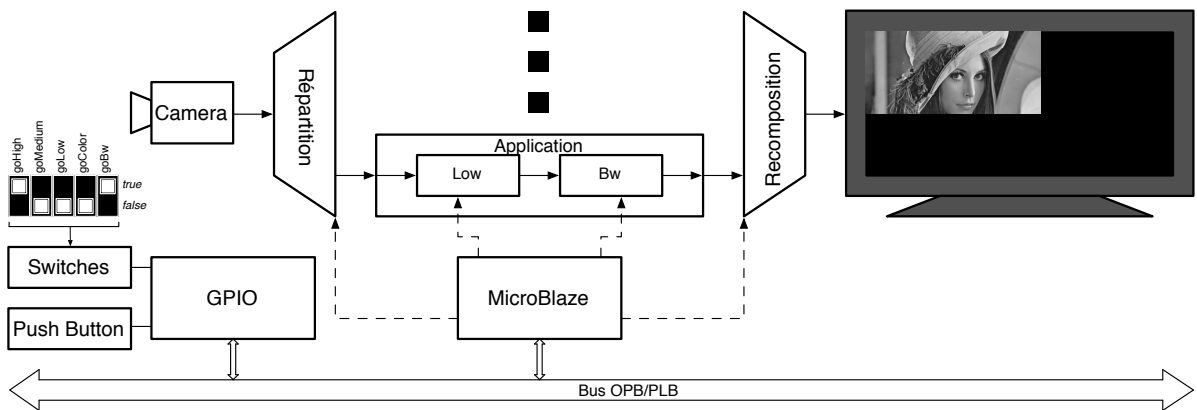 Camera
Répartition
Application
Low
Bw
Recomposition
goHigh
goMedium
goLow
goColor
goBw
true
false
Switches
Push Button
GPIO
MicroBlaze
Bus OPB/PLB